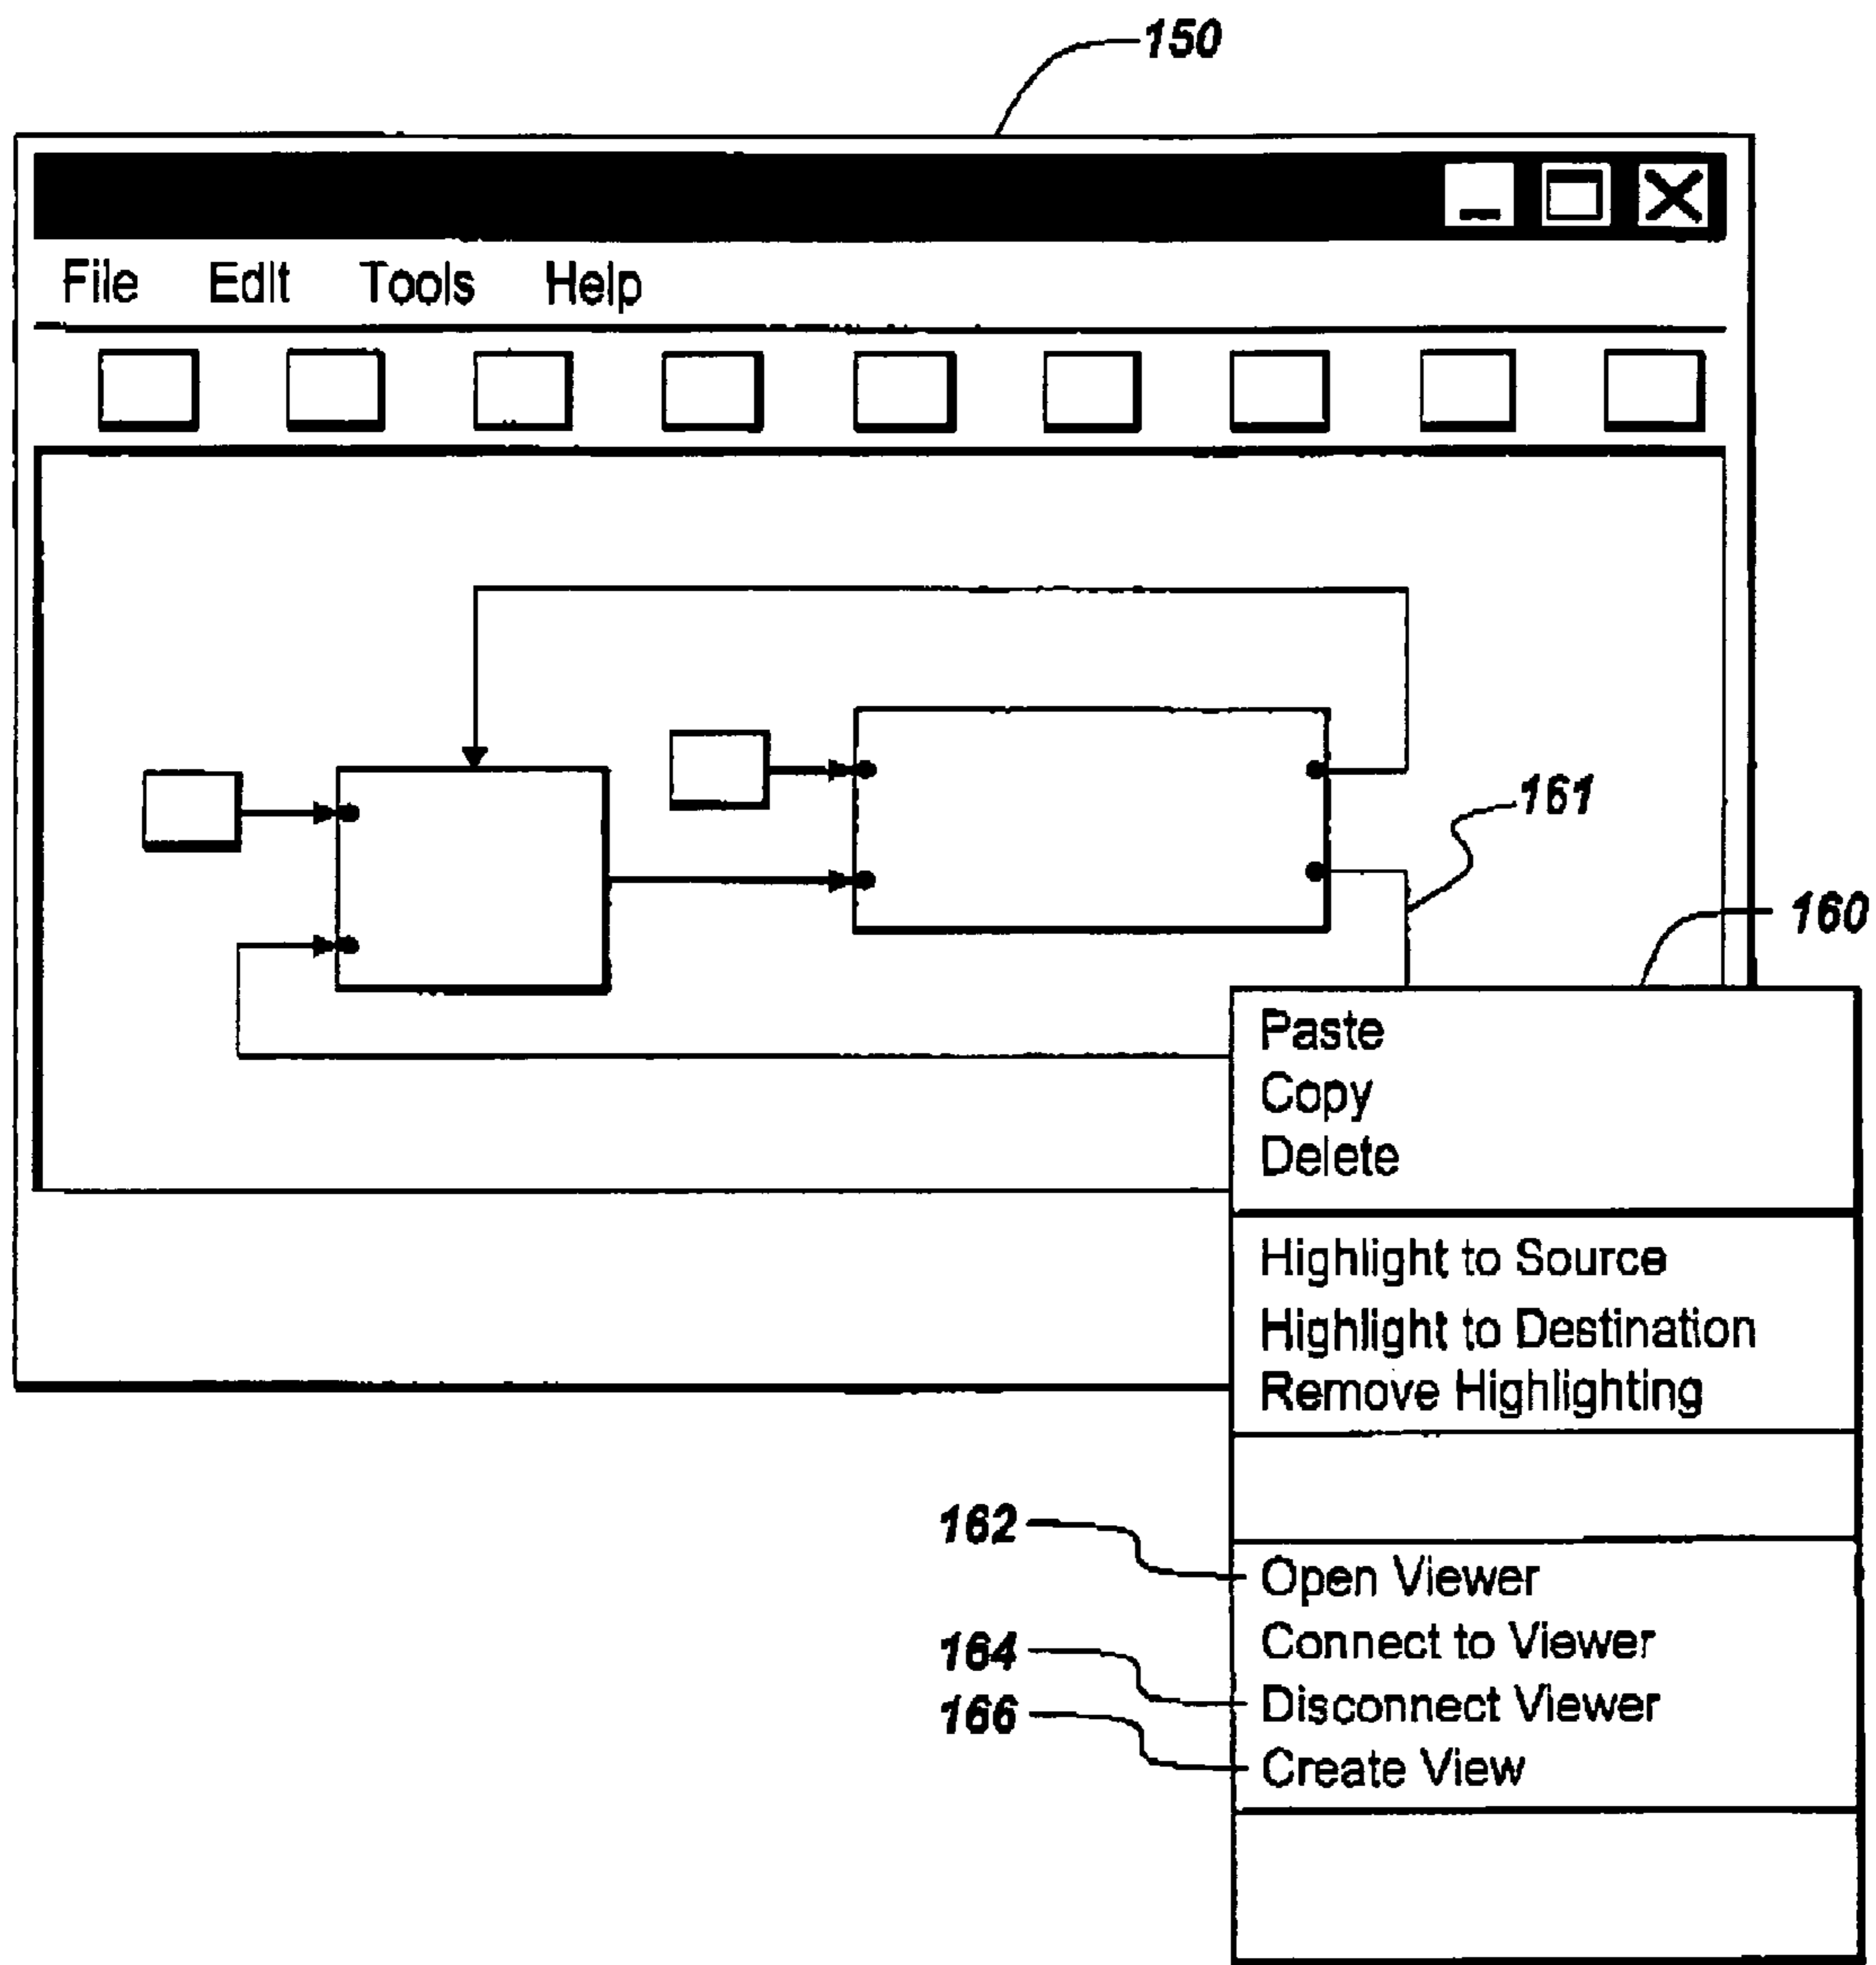 150
File Edit Tools Help
161
160
Paste
Copy
Delete
Highlight to Source
Highlight to Destination
Remove Highlighting
162
Open Viewer
Connect to Viewer
164
Disconnect Viewer
166
Create View